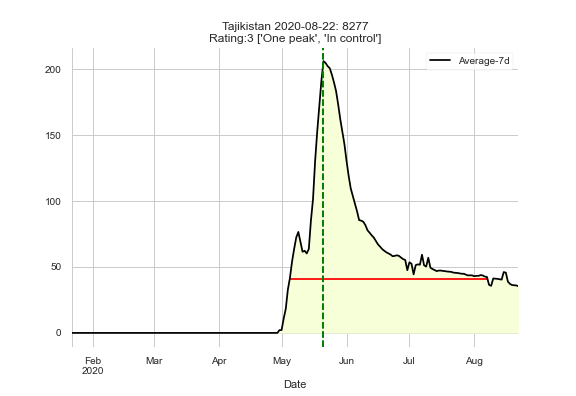 Tajikistan 2020-08-22: 8277
Rating:3 ['One peak', 'In control']
Average-7d
200
150
100
50
0
Feb Mar Apr May Jun Jul Aug
2020
Date